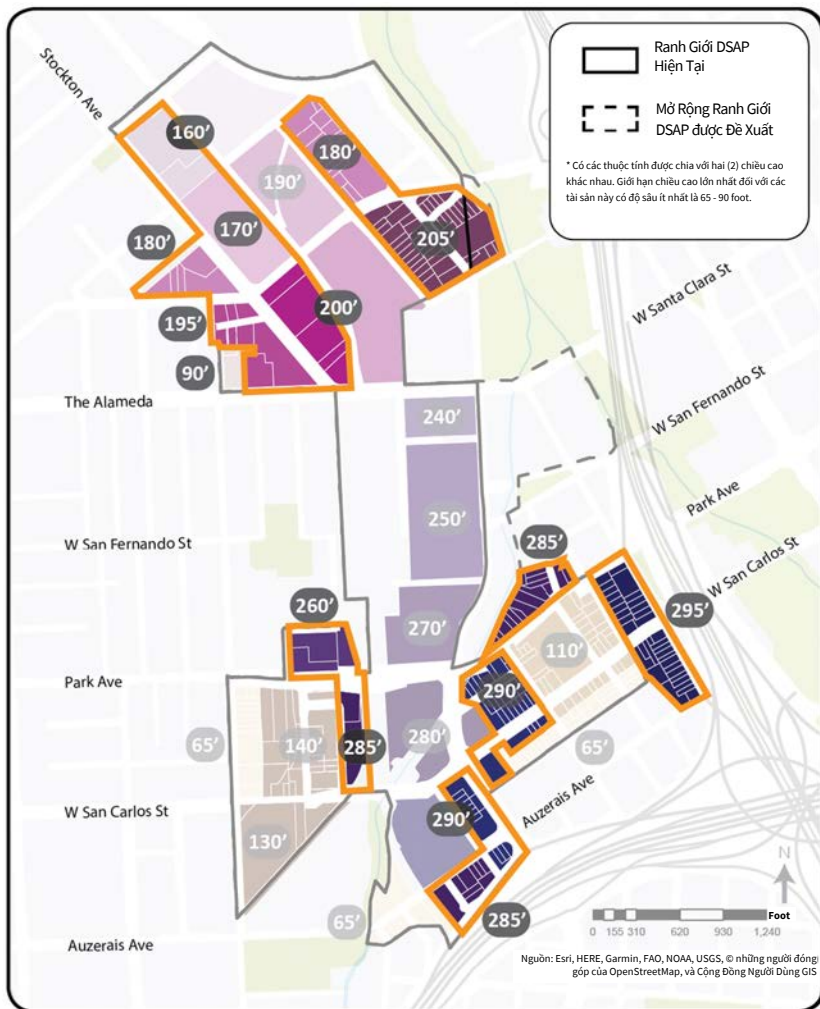 Ranh Giới DSAP
Hiện Tại
Mở Rộng Ranh Giới
DSAP được Đề Xuất
* Có các thuộc tính được chia với hai (2) chiều cao
khác nhau. Giới hạn chiều cao lớn nhất đối với các
tài sản này có độ sâu ít nhất là 65 - 90 foot.
Stockton Ave
160’
180’
190’
170’
205’
180’
200’
195’
90’
W Santa Clara St
The Alameda
240’
W San Fernando St
Park Ave
250’
W San Fernando St
285’
W San Carlos St
260’
295’
270’
110’
Park Ave
290’
65’
140’
285’
280’
65’
W San Carlos St
290’
Auzerais Ave
130’
65’
285’
N
Foot
0 155 310 620 930 1,240
Auzerais Ave
Nguồn: Esri, HERE, Garmin, FAO, NOAA, USGS, © những người đóng
góp của OpenStreetMap, và Cộng Đồng Người Dùng GIS